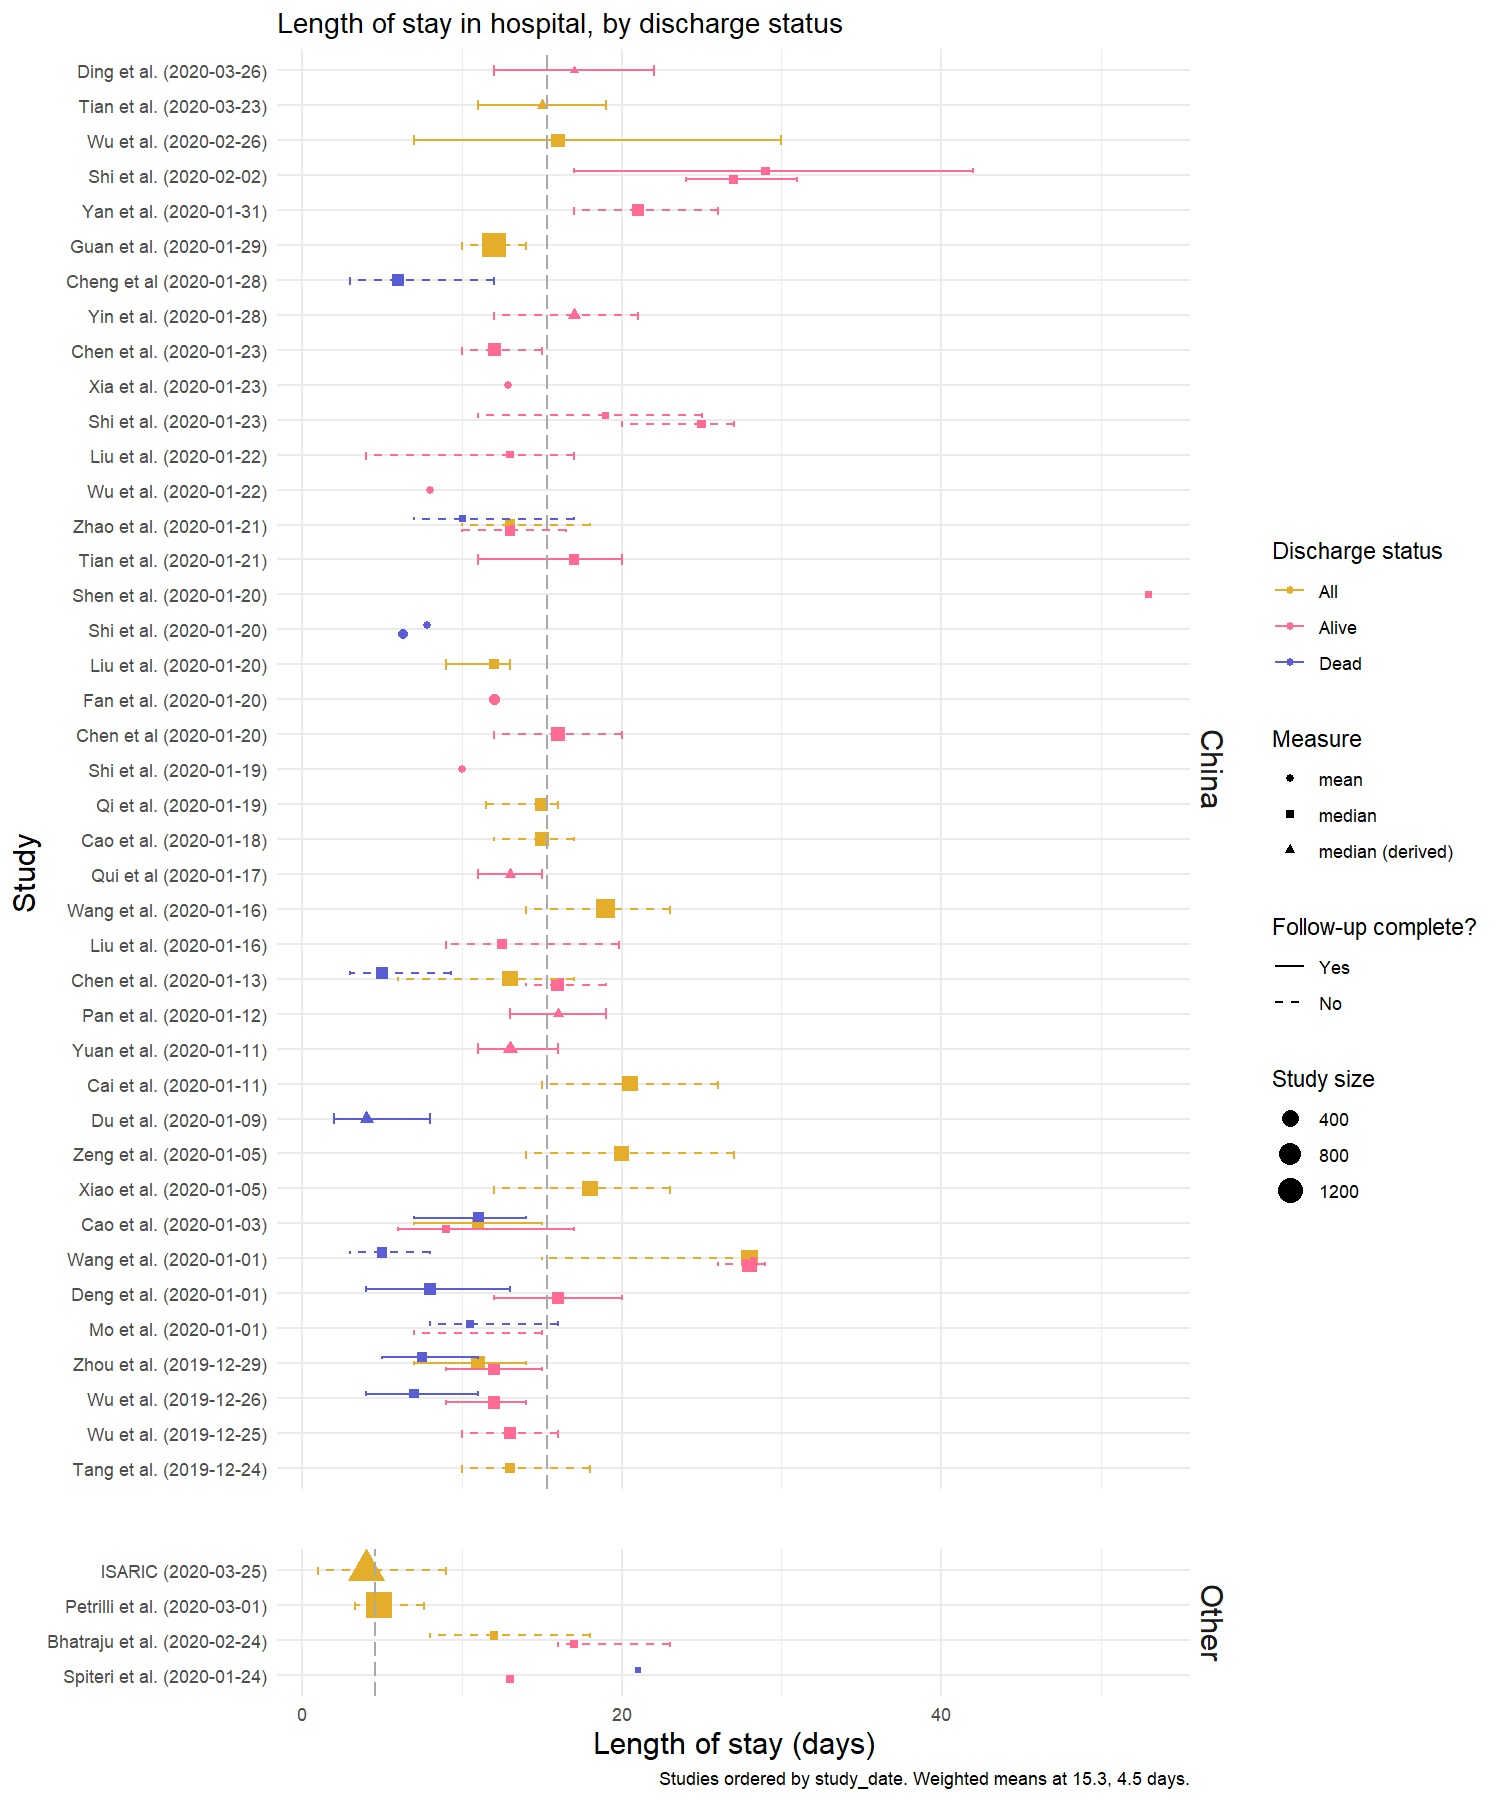 Length of stay in hospital, by discharge status
Ding et al. (2020-03-26)
Tian et al. (2020-03-23)
Wu et al. (2020-02-26)
Shi et al. (2020-02-02)
Yan et al. (2020-01-31)
Guan et al. (2020-01-29)
Cheng et al (2020-01-28)
Yin et al. (2020-01-28)
Chen et al. (2020-01-23)
Xia et al. (2020-01-23)
Shi et al. (2020-01-23)
Liu et al. (2020-01-22)
Wu et al. (2020-01-22)
Zhao et al. (2020-01-21)
Tian et al. (2020-01-21)
Shen et al. (2020-01-20)
Shi et al. (2020-01-20)
Liu et al. (2020-01-20)
Fan et al. (2020-01-20)
Chen et al (2020-01-20)
Shi et al. (2020-01-19)
Qi et al. (2020-01-19)
Cao et al. (2020-01-18)
Qui et al (2020-01-17)
Wang et al. (2020-01-16)
Liu et al. (2020-01-16)
Chen et al. (2020-01-13)
Pan et al. (2020-01-12)
Yuan et al. (2020-01-11)
Cai et al. (2020-01-11)
Du et al. (2020-01-09)
Zeng et al. (2020-01-05)
Xiao et al. (2020-01-05)
Cao et al. (2020-01-03)
Wang et al. (2020-01-01)
Deng et al. (2020-01-01)
Mo et al. (2020-01-01)
Zhou et al. (2019-12-29)
Wu et al. (2019-12-26)
Wu et al. (2019-12-25)
Tang et al. (2019-12-24)
ISARIC (2020-03-25)
Petrilli et al. (2020-03-01)
Bhatraju et al. (2020-02-24)
Spiteri et al. (2020-01-24)
Study
China
Other
0
20
40
Length of stay (days)
Studies ordered by study_date. Weighted means at 15.3, 4.5 days.
Discharge status
All
Alive
Dead
Measure
mean
median
median (derived)
Follow-up complete?
Yes
No
Study size
400
800
1200